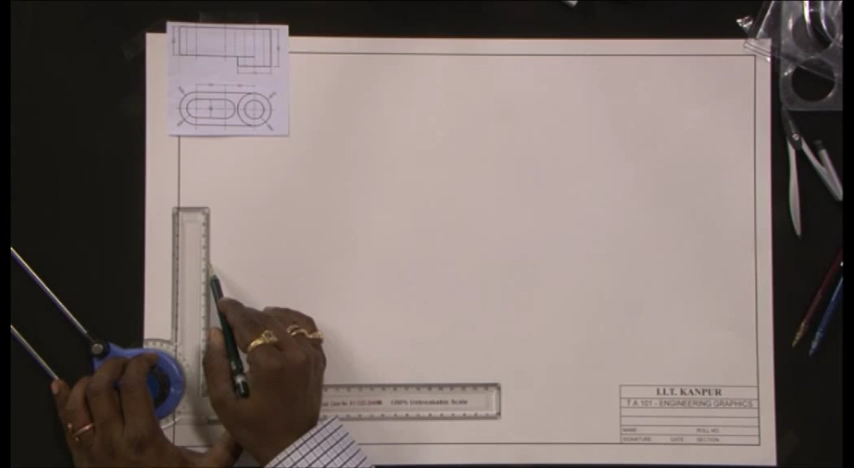 I.I.T. KANPUR
T A 101 - ENGINEERING GRAPHICS
NAME ROLL NO.
SIGNATURE DATE SECTION
100% Unbreakable Scale